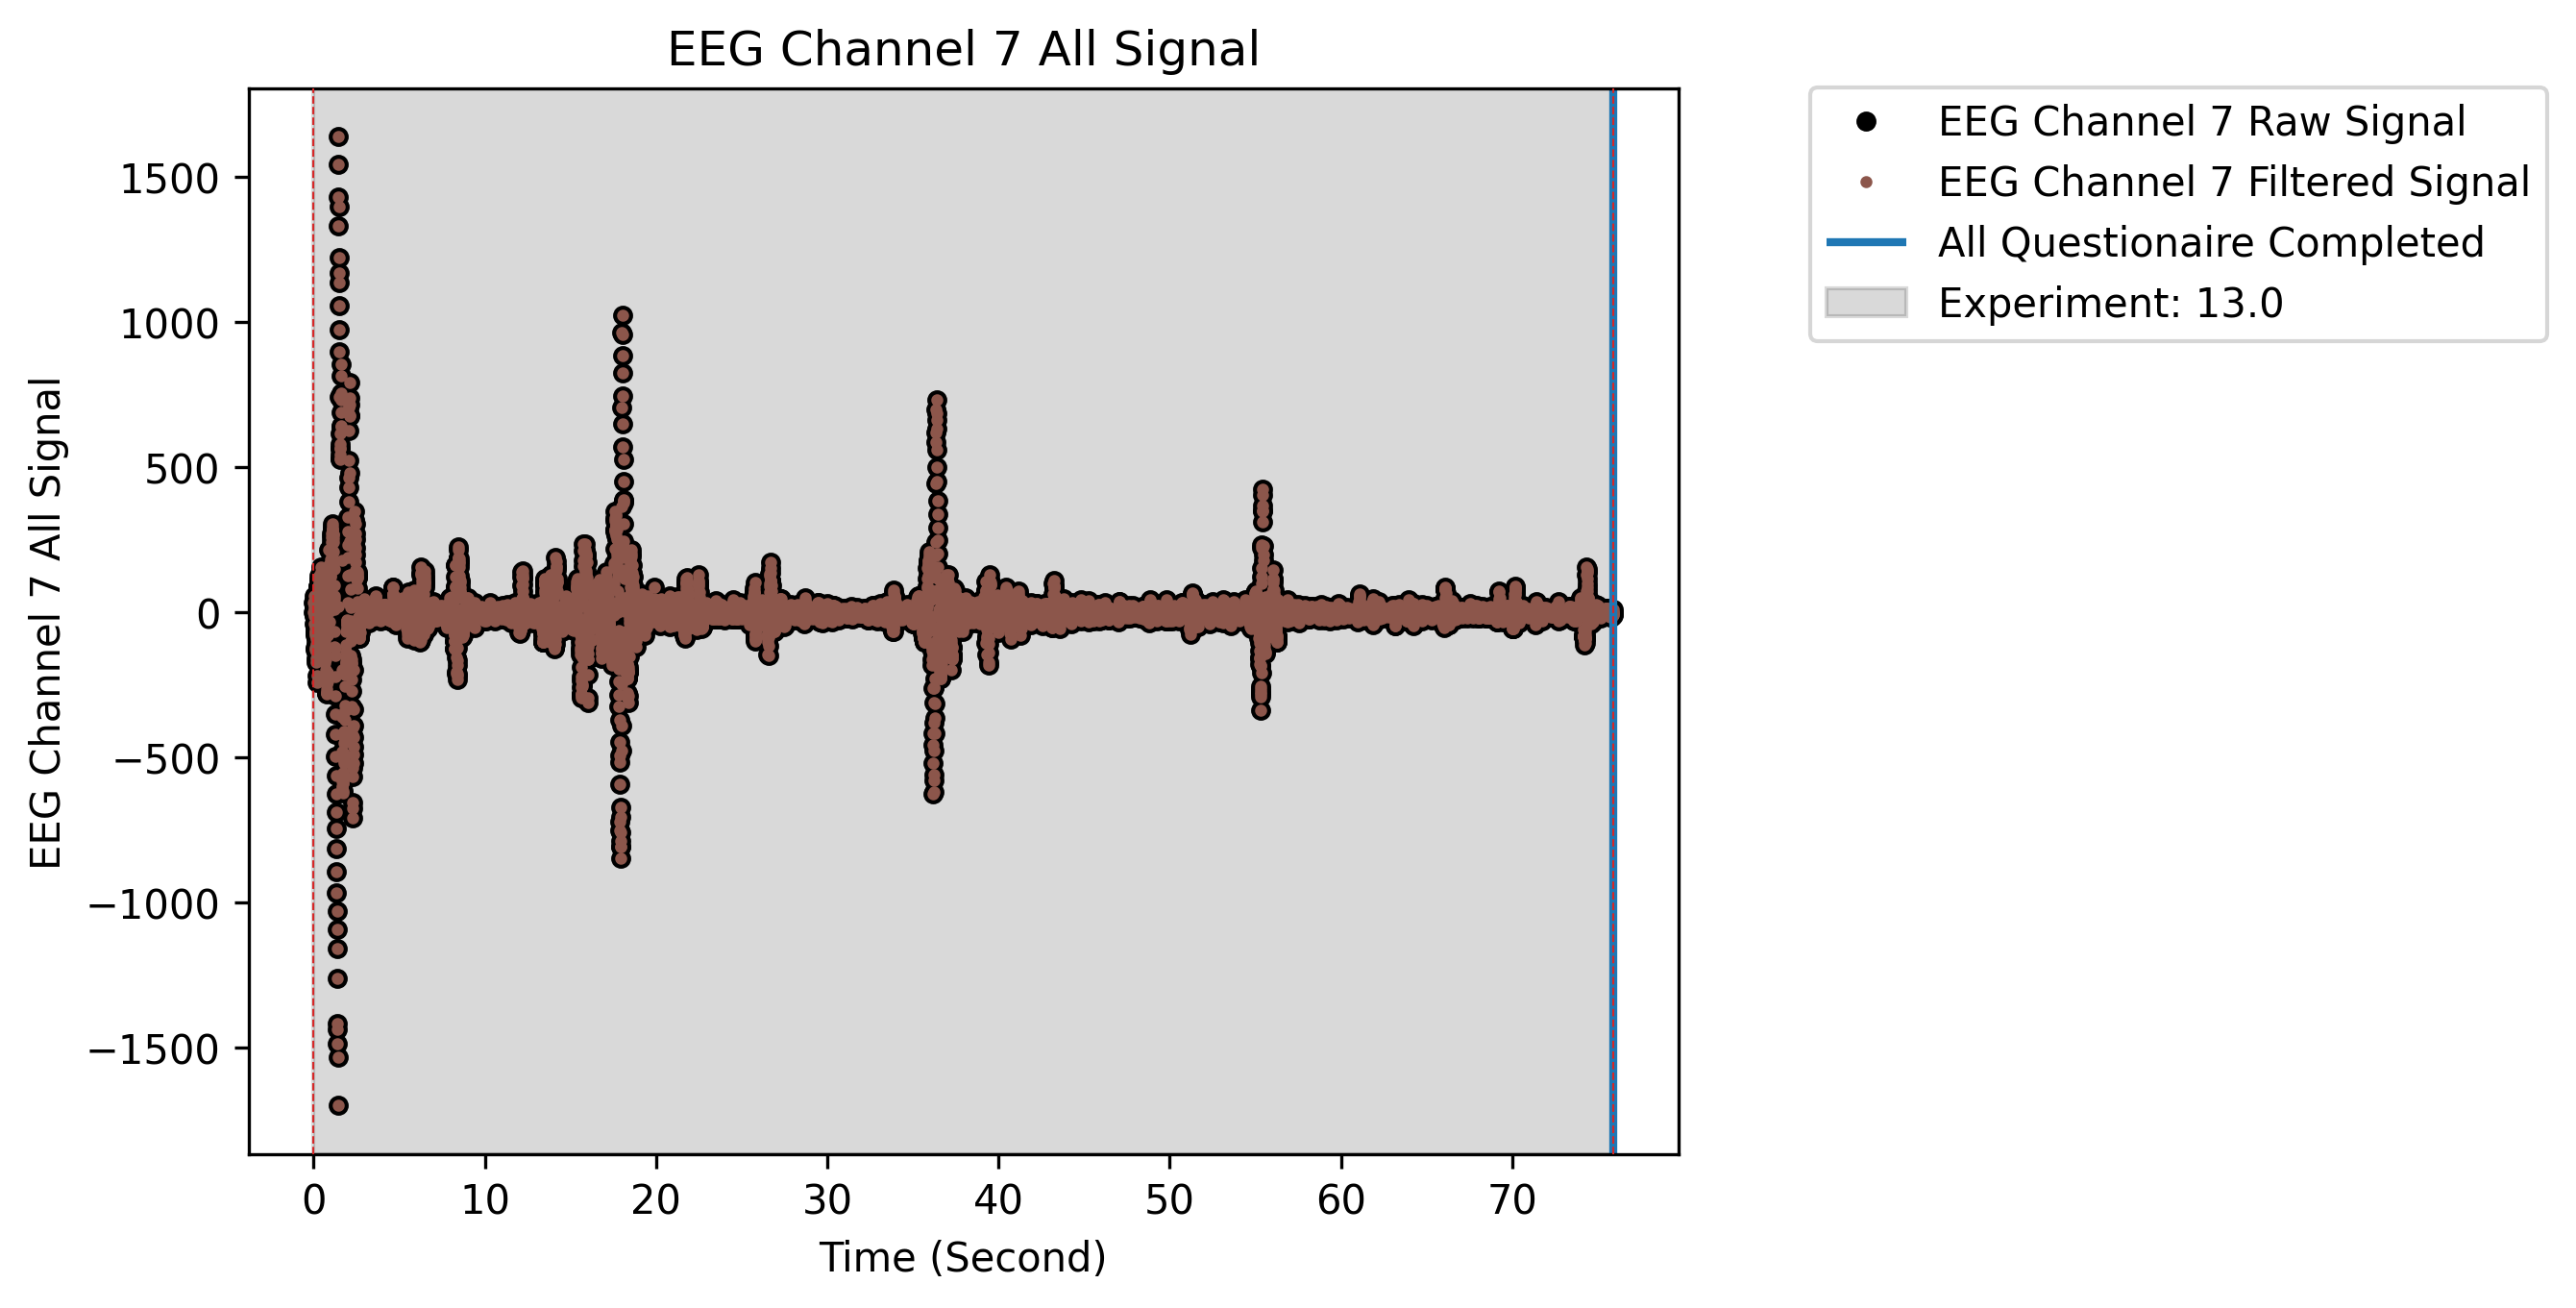 EEG Channel 7 All Signal
EEG Channel 7 Raw Signal
EEG Channel 7 Filtered Signal
All Questionaire Completed
Experiment: 13.0
EEG Channel 7 All Signal
1500
1000
500
0
−500
−1000
−1500
0 10 20 30 40 50 60 70
Time (Second)